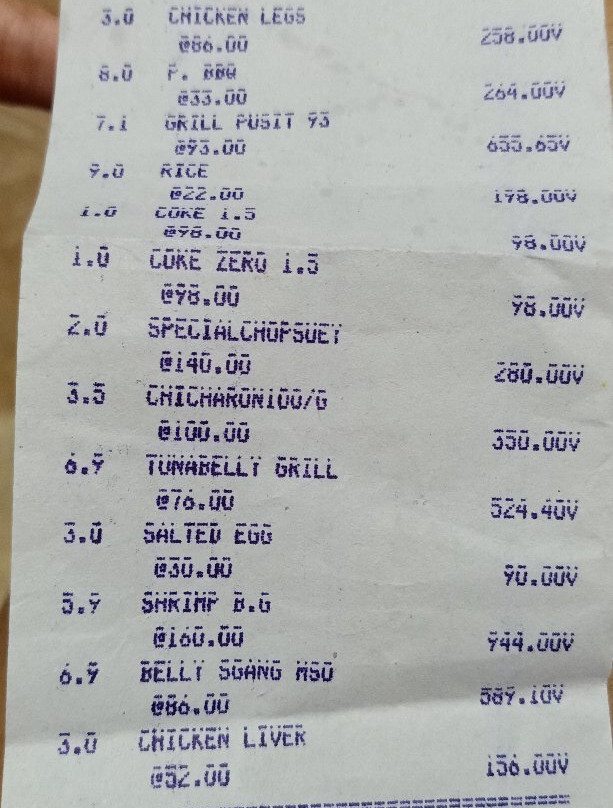 3.0 CHICKEN LEGS
@86.00 258.00V
8.0 P. BBQ
@33.00 264.00V
7.1 GRILL PUSIT 93
@93.00 655.65V
9.0 RICE
@22.00 198.00V
1.0 COKE 1.5
@98.00 98.00V
1.0 COKE ZERO 1.5
@98.00 98.00V
2.0 SPECIALCHOPSUEY
@140.00 280.00V
3.5 CHICHARON100/G
@100.00 350.00V
6.9 TUNABELLY GRILL
@76.00 524.40V
3.0 SALTED EGG
@30.00 90.00V
5.9 SHRIMP B.G
@160.00 944.00V
6.9 BELLY SGANG MSO
@86.00 589.10V
3.0 CHICKEN LIVER
@52.00 156.00V